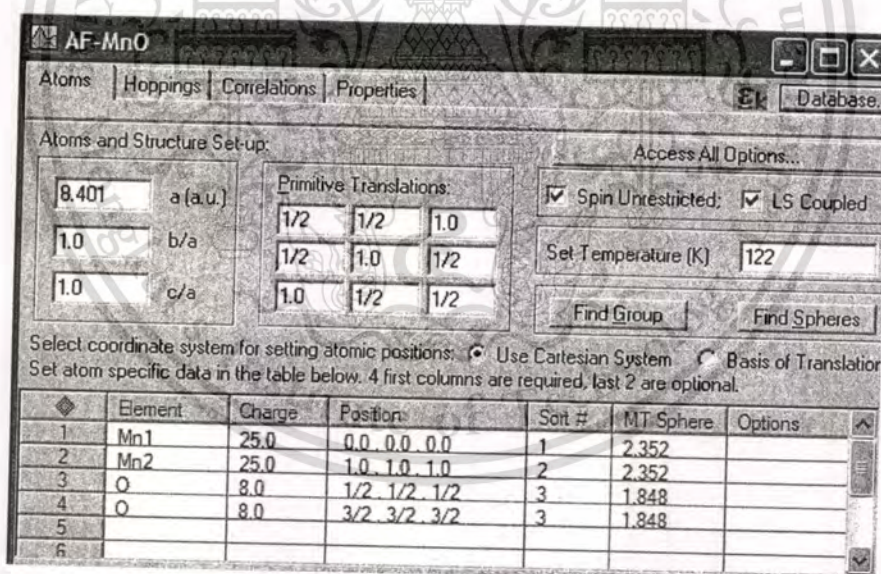 AF-MnO
Atoms Hoppings Correlations Properties
Εk Database.
Atoms and Structure Set-up:
Access All Options...
8.401 a (a.u.)
1.0 b/a
1.0 c/a
Primitive Translations:
1/2 1/2 1.0
1/2 1.0 1/2
1.0 1/2 1/2
Spin Unrestricted; LS Coupled
Set Temperature (K) 122
Find Group Find Spheres
Select coordinate system for setting atomic positions: Use Cartesian System Basis of Translation
Set atom specific data in the table below. 4 first columns are required, last 2 are optional.
Element Charge Position Sort # MT Sphere Options
1 Mn1 25.0 0.0 , 0.0 , 0.0 1 2.352
2 Mn2 25.0 1.0 , 1.0 , 1.0 2 2.352
3 O 8.0 1/2 , 1/2 , 1/2 3 1.848
4 O 8.0 3/2 , 3/2 , 3/2 3 1.848
5
6